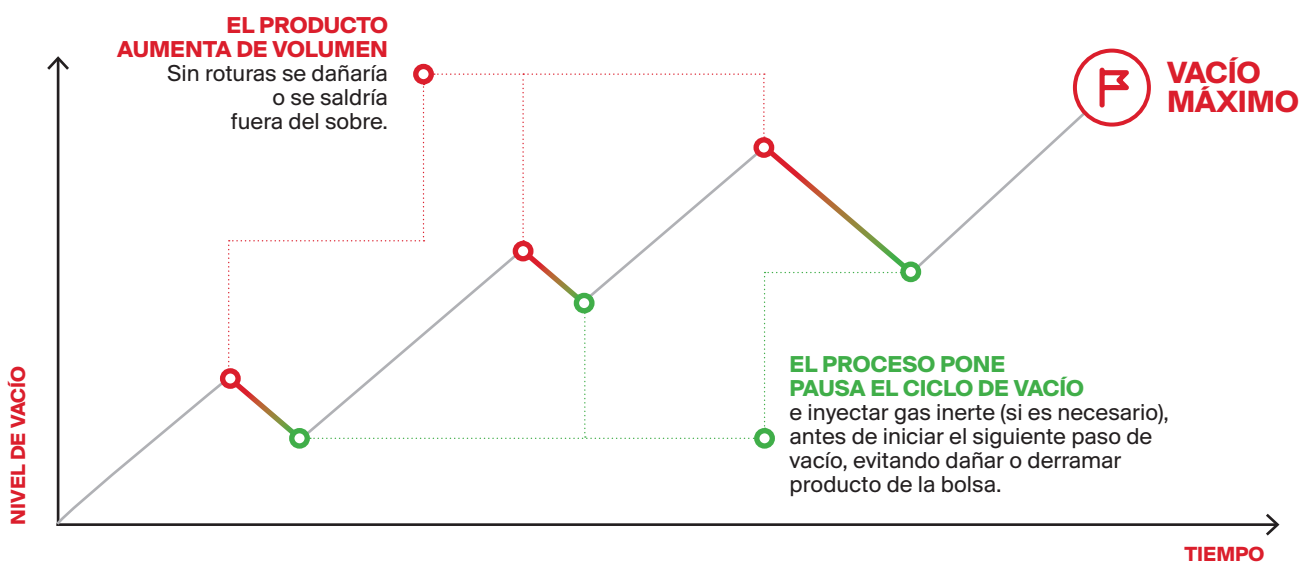 EL PRODUCTO
AUMENTA DE VOLUMEN
Sin roturas se dañaría
o se saldría
fuera del sobre.
VACÍO
MÁXIMO
EL PROCESO PONE
PAUSA EL CICLO DE VACÍO
e inyectar gas inerte (si es necesario),
antes de iniciar el siguiente paso de
vacío, evitando dañar o derramar
producto de la bolsa.
NIVEL DE VACÍO
TIEMPO